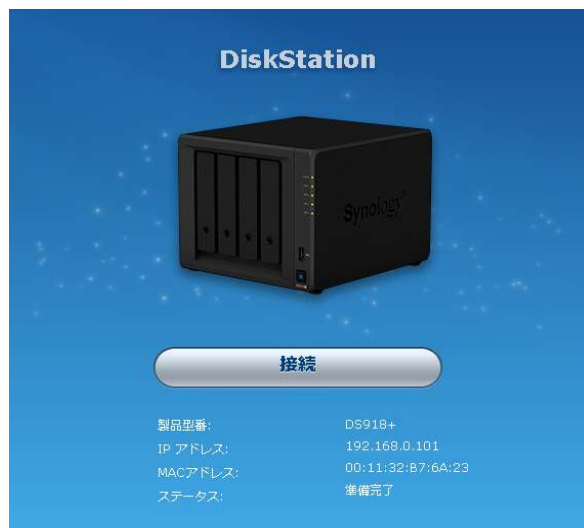 DiskStation
Synology
接続
製品型番: DS918+
IP アドレス: 192.168.0.101
MACアドレス: 00:11:32:B7:6A:23
ステータス: 準備完了